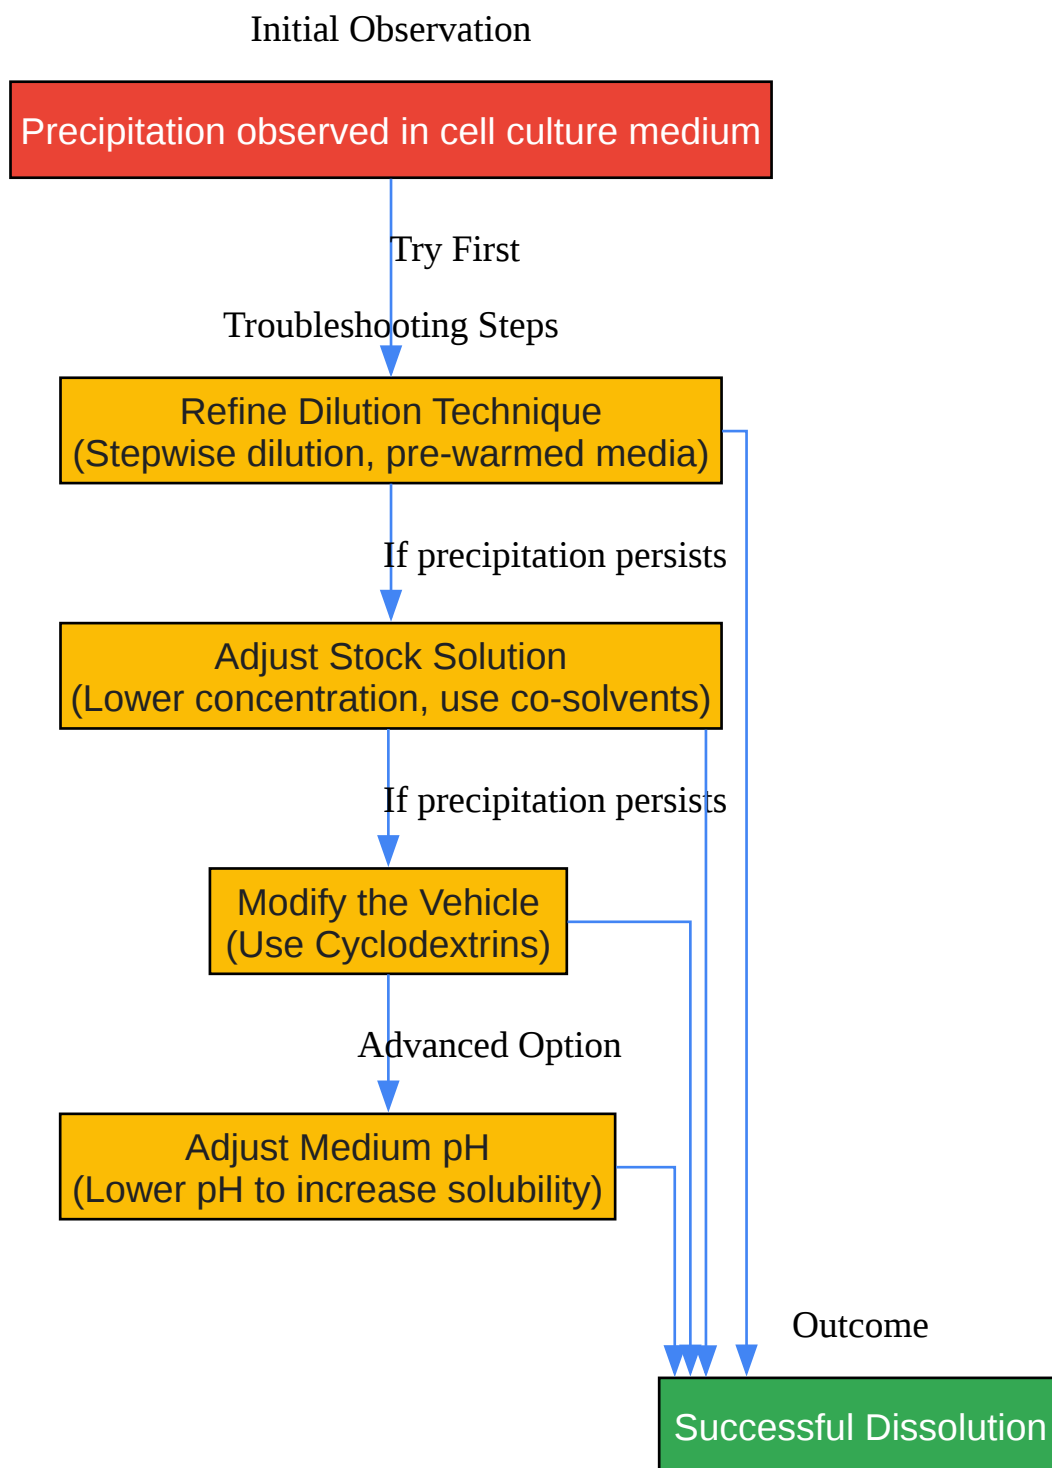 Initial Observation
Precipitation observed in cell culture medium
Try First
Troubleshooting Steps
Refine Dilution Technique
(Stepwise dilution, pre-warmed media)
If precipitation persists
Adjust Stock Solution
(Lower concentration, use co-solvents)
If precipitation persists
Modify the Vehicle
(Use Cyclodextrins)
Advanced Option
Adjust Medium pH
(Lower pH to increase solubility)
Outcome
Successful Dissolution